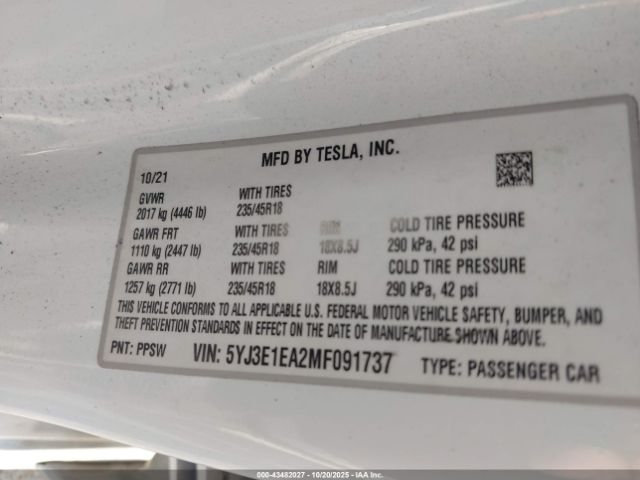 MFD BY TESLA, INC.
10/21
GVWR WITH TIRES
2017 kg (4446 lb) 235/45R18
GAWR FRT WITH TIRES RIM COLD TIRE PRESSURE
1110 kg (2447 lb) 235/45R18 18X8.5J 290 kPa, 42 psi
GAWR RR WITH TIRES RIM COLD TIRE PRESSURE
1257 kg (2771 lb) 235/45R18 18X8.5J 290 kPa, 42 psi
THIS VEHICLE CONFORMS TO ALL APPLICABLE U.S. FEDERAL MOTOR VEHICLE SAFETY, BUMPER, AND
THEFT PREVENTION STANDARDS IN EFFECT ON THE DATE OF MANUFACTURE SHOWN ABOVE.
PNT: PPSW VIN: 5YJ3E1EA2MF091737 TYPE: PASSENGER CAR
000-43482027 - 10/20/2025 - IAAI.COM